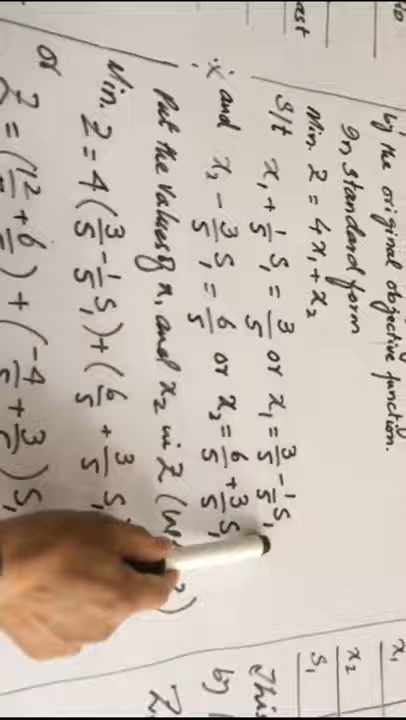 by the original objective function.
In standard form
Min. Z = 4x₁ + x₂
S/t x₁ + 1/5 S₁ = 3/5 or x₁ = 3/5 - 1/5 S₁
and x₂ - 3/5 S₁ = 6/5 or x₂ = 6/5 + 3/5 S₁
Put the values of x₁ and x₂ in Z
Min. Z = 4(3/5 - 1/5 S₁) + (6/5 + 3/5 S₁
or
Z = (12/5 + 6/5) + (-4/5 + 3/5) S₁
x₁
x₂
S₁
This
by
Z